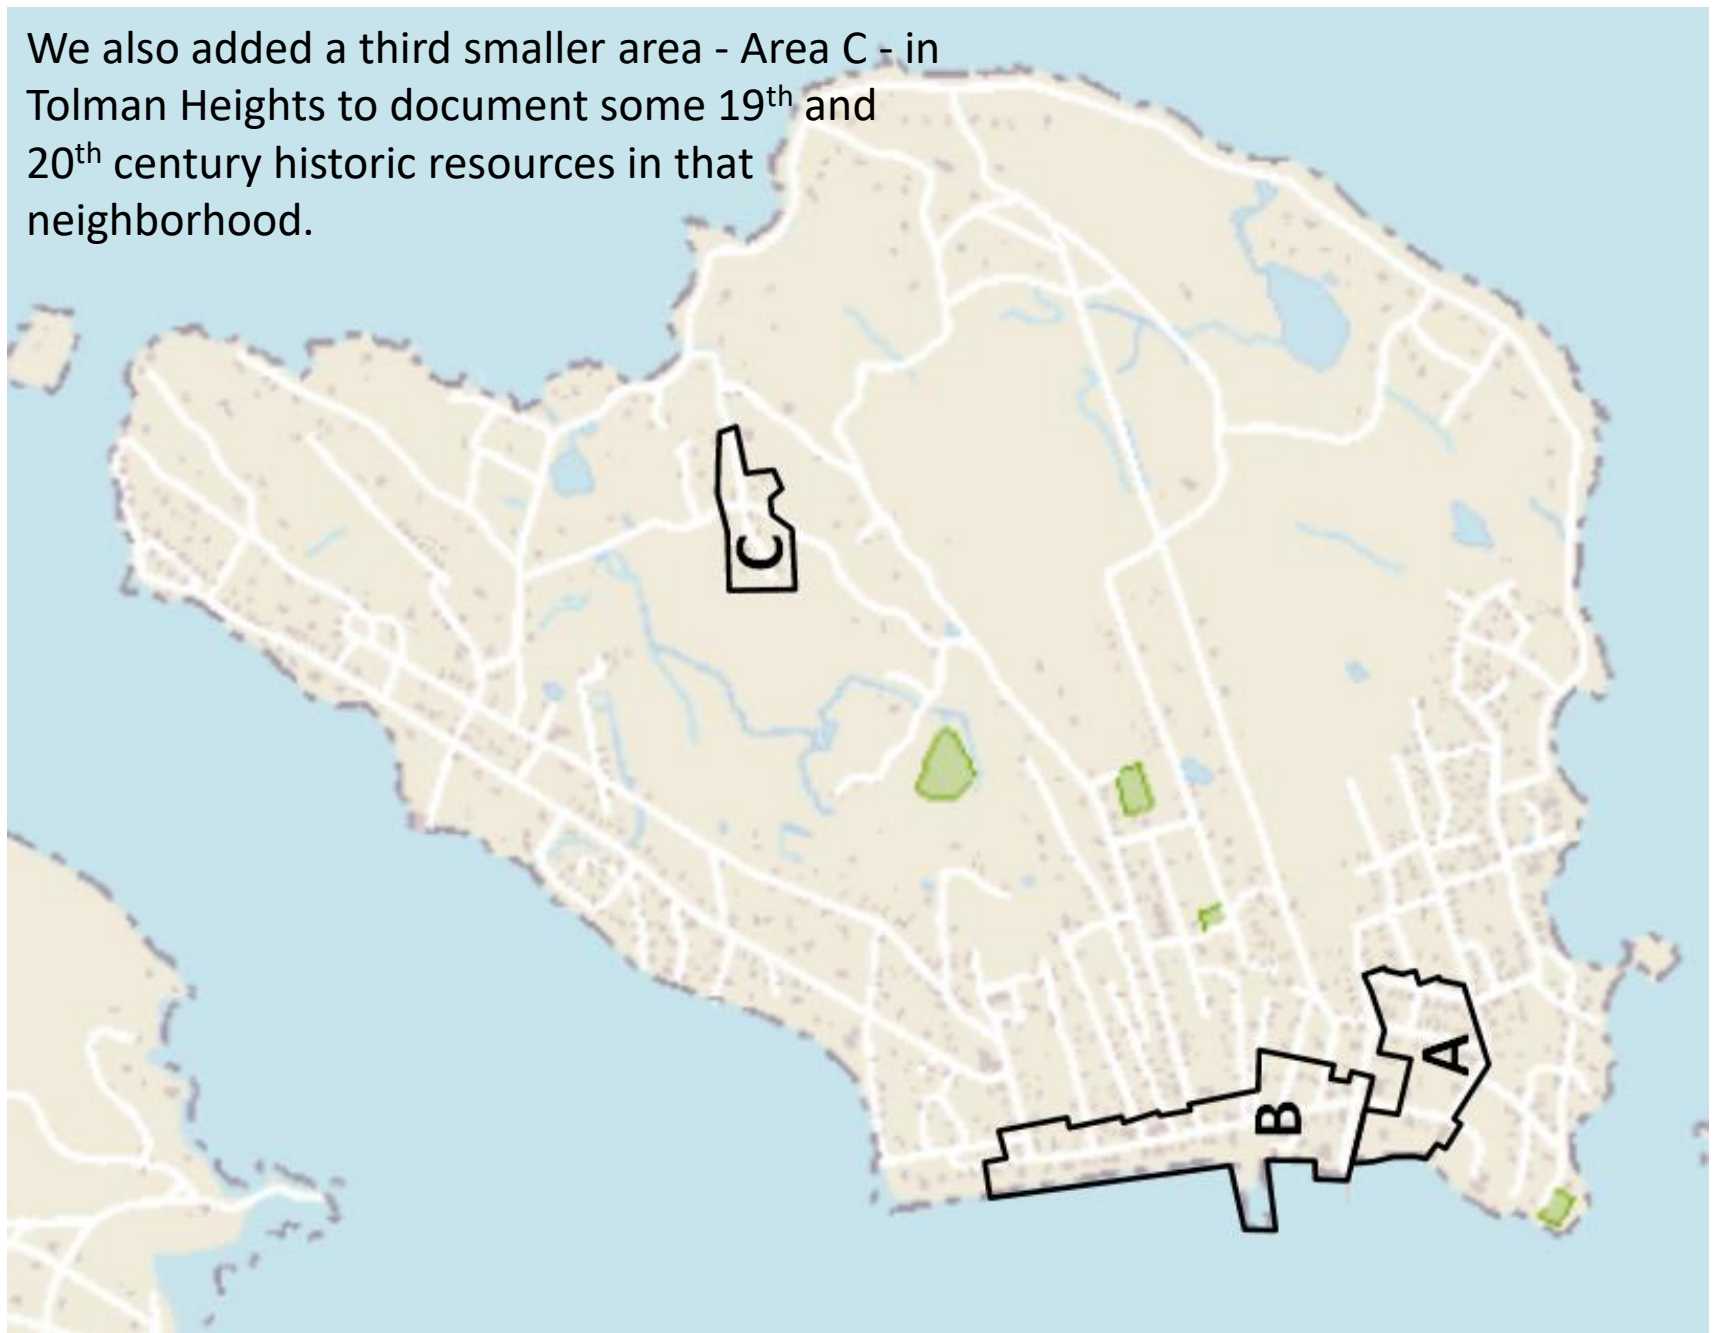 We also added a third smaller area - Area C - in
Tolman Heights to document some 19th and
20th century historic resources in that
neighborhood.
C
A
B